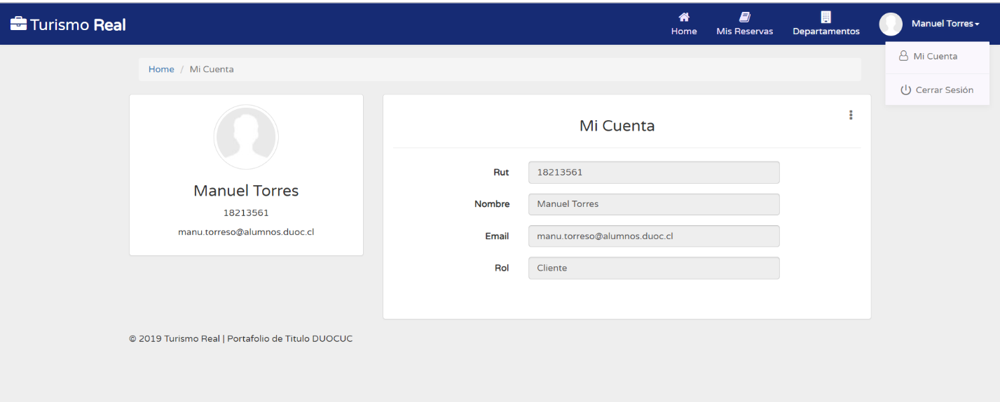 Turismo Real
Home
Mis Reservas
Departamentos
Manuel Torres
Mi Cuenta
Cerrar Sesión
Home / Mi Cuenta
Manuel Torres
18213561
manu.torreso@alumnos.duoc.cl
Mi Cuenta
Rut 18213561
Nombre Manuel Torres
Email manu.torreso@alumnos.duoc.cl
Rol Cliente
© 2019 Turismo Real | Portafolio de Titulo DUOCUC